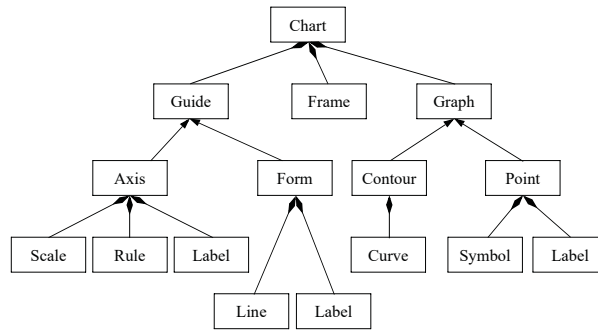 Chart
Guide
Frame
Graph
Axis
Form
Contour
Point
Scale
Rule
Label
Curve
Symbol
Label
Line
Label